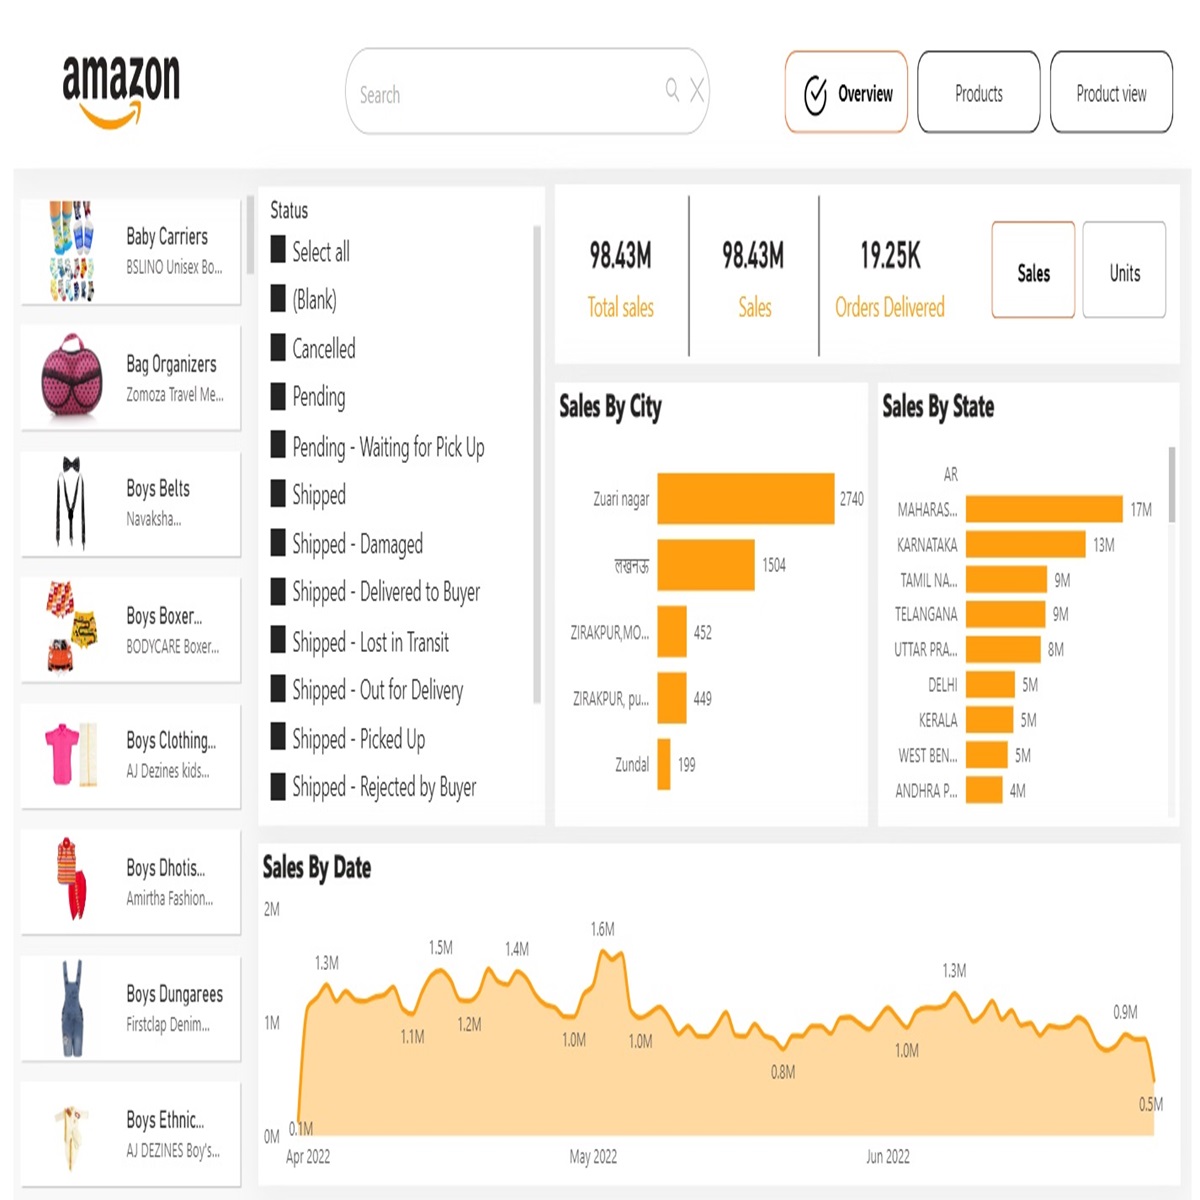 amazon
Search
Overview
Products
Product view
Baby Carriers
BSLINO Unisex Bo...
Bag Organizers
Zomoza Travel Me...
Boys Belts
Navaksha...
Boys Boxer...
BODYCARE Boxer...
Boys Clothing...
AJ Dezines kids...
Boys Dhotis...
Amirtha Fashion...
Boys Dungarees
Firstclap Denim...
Boys Ethnic...
AJ DEZINES Boy's...
Status
Select all
(Blank)
Cancelled
Pending
Pending - Waiting for Pick Up
Shipped
Shipped - Damaged
Shipped - Delivered to Buyer
Shipped - Lost in Transit
Shipped - Out for Delivery
Shipped - Picked Up
Shipped - Rejected by Buyer
98.43M
Total sales
98.43M
Sales
19.25K
Orders Delivered
Sales
Units
Sales By City
Zuari nagar 2740
लखनऊ 1504
ZIRAKPUR,MO... 452
ZIRAKPUR, pu... 449
Zundal 199
Sales By State
AR
MAHARAS... 17M
KARNATAKA 13M
TAMIL NA... 9M
TELANGANA 9M
UTTAR PRA... 8M
DELHI 5M
KERALA 5M
WEST BEN... 5M
ANDHRA P... 4M
Sales By Date
2M
1M
0M
0.1M
1.3M
1.1M
1.5M
1.2M
1.4M
1.0M
1.6M
1.0M
0.8M
1.0M
1.3M
0.9M
0.5M
Apr 2022
May 2022
Jun 2022